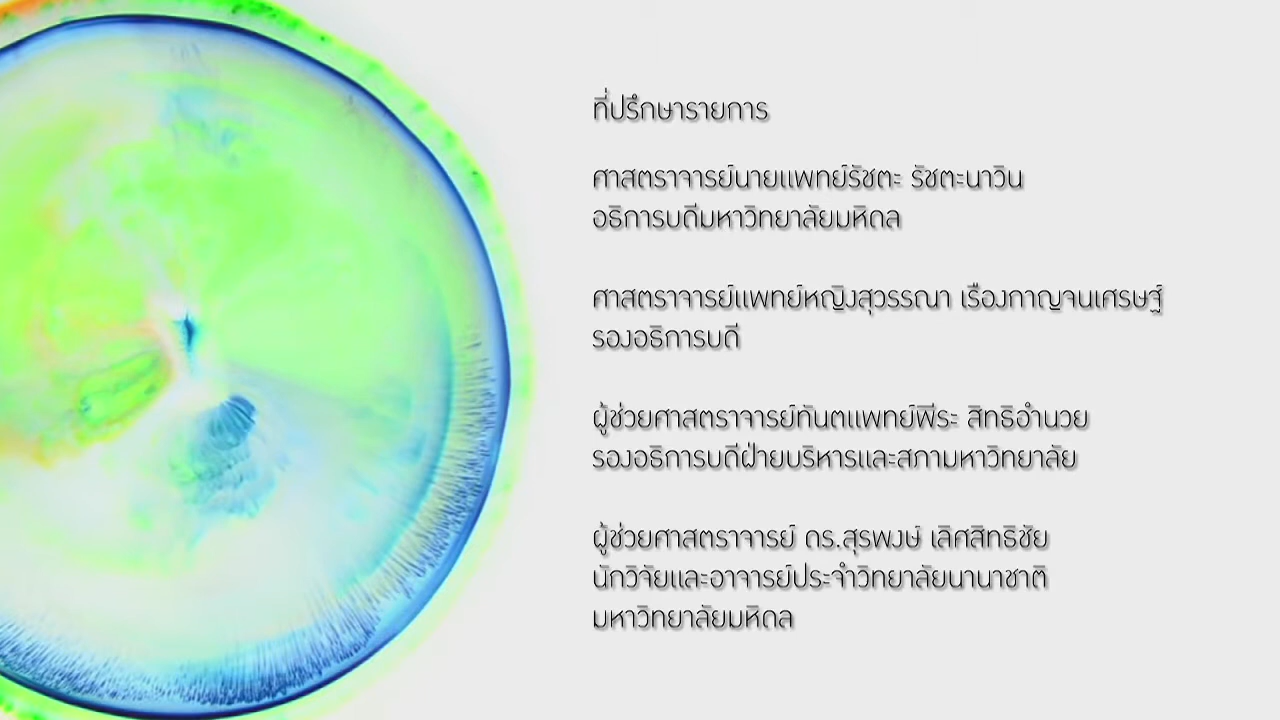 ที่ปรึกษารายการ
ศาสตราจารย์นายแพทย์รัชตะ รัชตะนาวิน
อธิการบดีมหาวิทยาลัยมหิดล
ศาสตราจารย์แพทย์หญิงสุวรรณา เรืองกาญจนเศรษฐ์
รองอธิการบดี
ผู้ช่วยศาสตราจารย์ทันตแพทย์พีระ สิทธิอำนวย
รองอธิการบดีฝ่ายบริหารและสภามหาวิทยาลัย
ผู้ช่วยศาสตราจารย์ ดร.สุรพงษ์ เลิศสิทธิชัย
นักวิจัยและอาจารย์ประจำวิทยาลัยนานาชาติ
มหาวิทยาลัยมหิดล